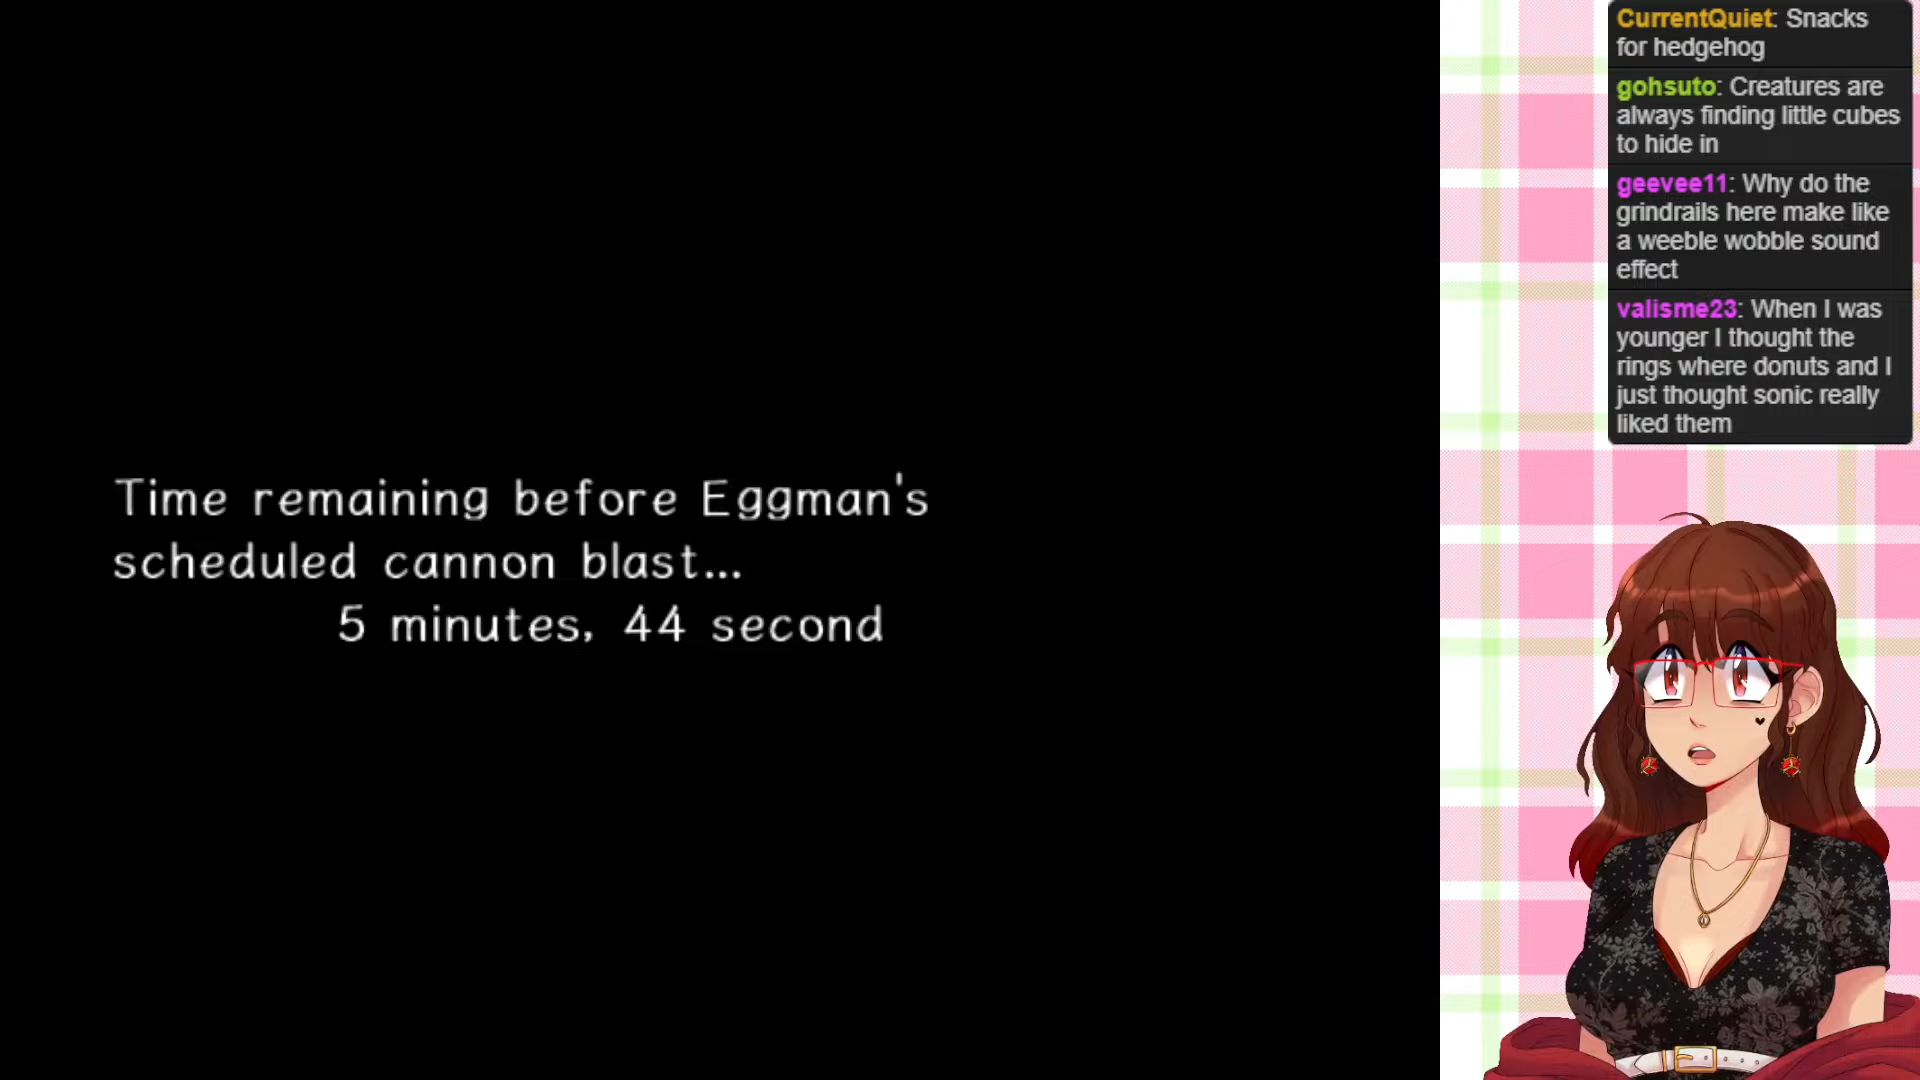 Time remaining before Eggman's
scheduled cannon blast...
5 minutes, 44 second
CurrentQuiet: Snacks
for hedgehog
gohsuto: Creatures are
always finding little cubes
to hide in
geevee11: Why do the
grindrails here make like
a weeble wobble sound
effect
valisme23: When I was
younger I thought the
rings where donuts and I
just thought sonic really
liked them